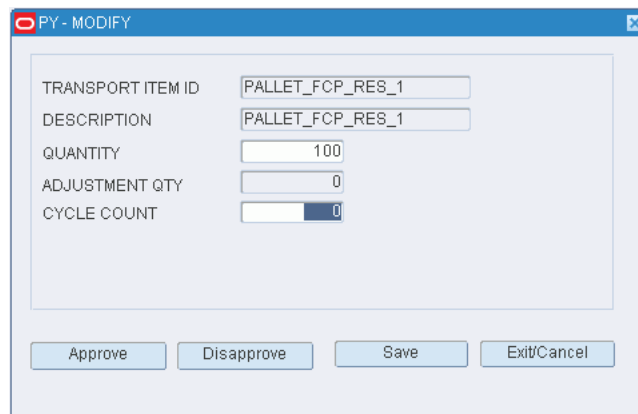 PY - MODIFY
TRANSPORT ITEM ID PALLET_FCP_RES_1
DESCRIPTION PALLET_FCP_RES_1
QUANTITY 100
ADJUSTMENT QTY 0
CYCLE COUNT 0
Approve Disapprove Save Exit/Cancel